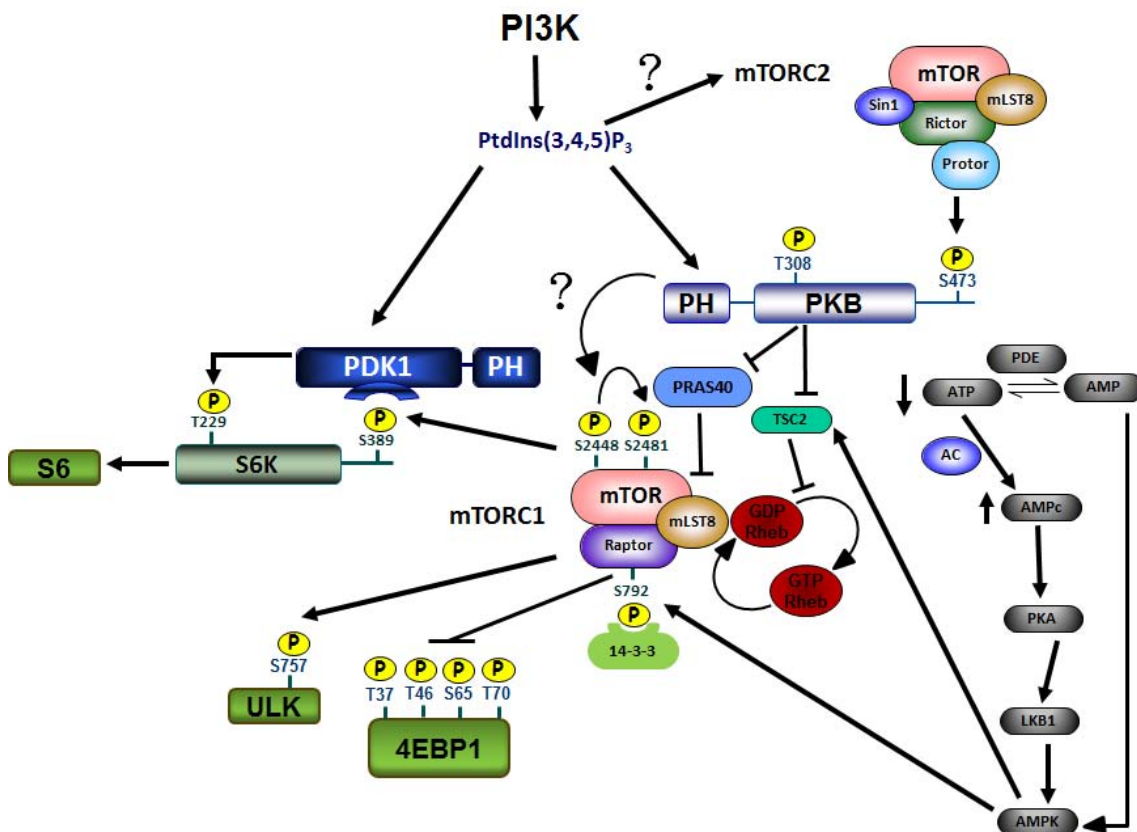 PI3K
?
mTORC2
mTOR
Sin1
mLST8
Rictor
PtdIns(3,4,5)P₃
Protor
P
T308
P
S473
?
PH
PKB
PDK1
PH
PRAS40
PDE
ATP
AMP
P
T229
P
S389
P
S2448
P
S2481
TSC2
AC
S6
S6K
mTOR
mTORC1
mLST8
GDP
Rheb
AMPc
Raptor
S792
GTP
Rheb
P
14-3-3
PKA
P
S757
ULK
P
T37
P
T46
P
S65
P
T70
4EBP1
LKB1
AMPK